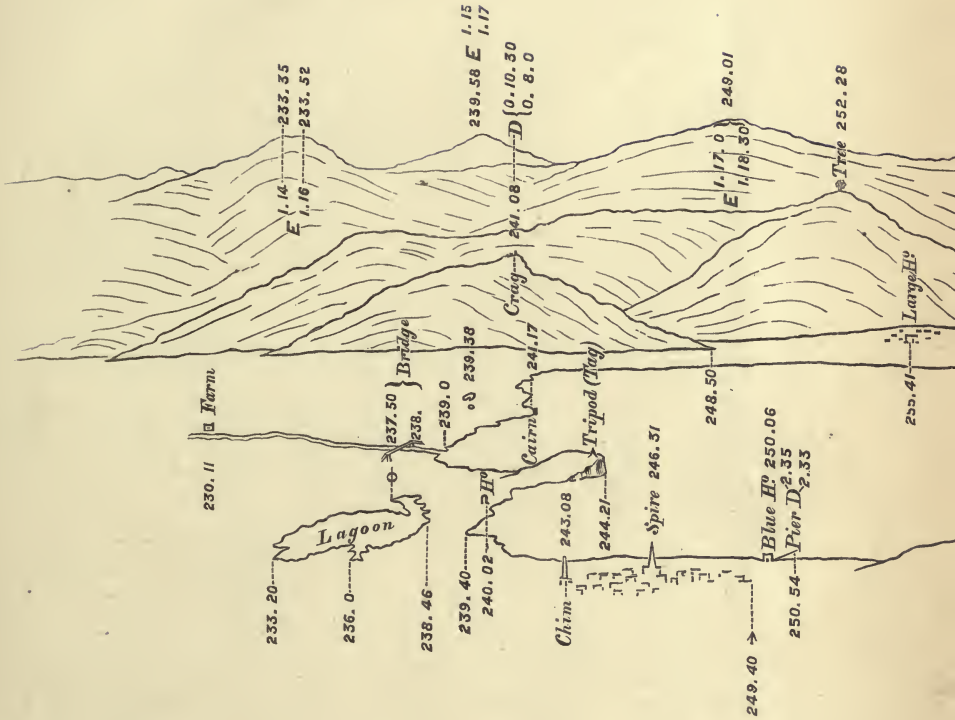 230.11
Farm
E { 1.14
1.16
233.35
233.52
239.58 E 1.15
1.17
D { 0.10.30
0. 8.0
Crag 241.08
E { 1.17. 0
1.18.30
249.01
Tree 252.28
233.20
236.0
238.46
Lagoon
237.50
238.
} Bridge
239.0
239.38
239.40
240.02
Hº
Cairn
241.17
Chim
243.08
244.21
Tripod (Tag)
Spire 246.31
248.50
249.40
Blue Hº 250.06
250.54
Pier D 2.35
2.33
255.41
Large Hº